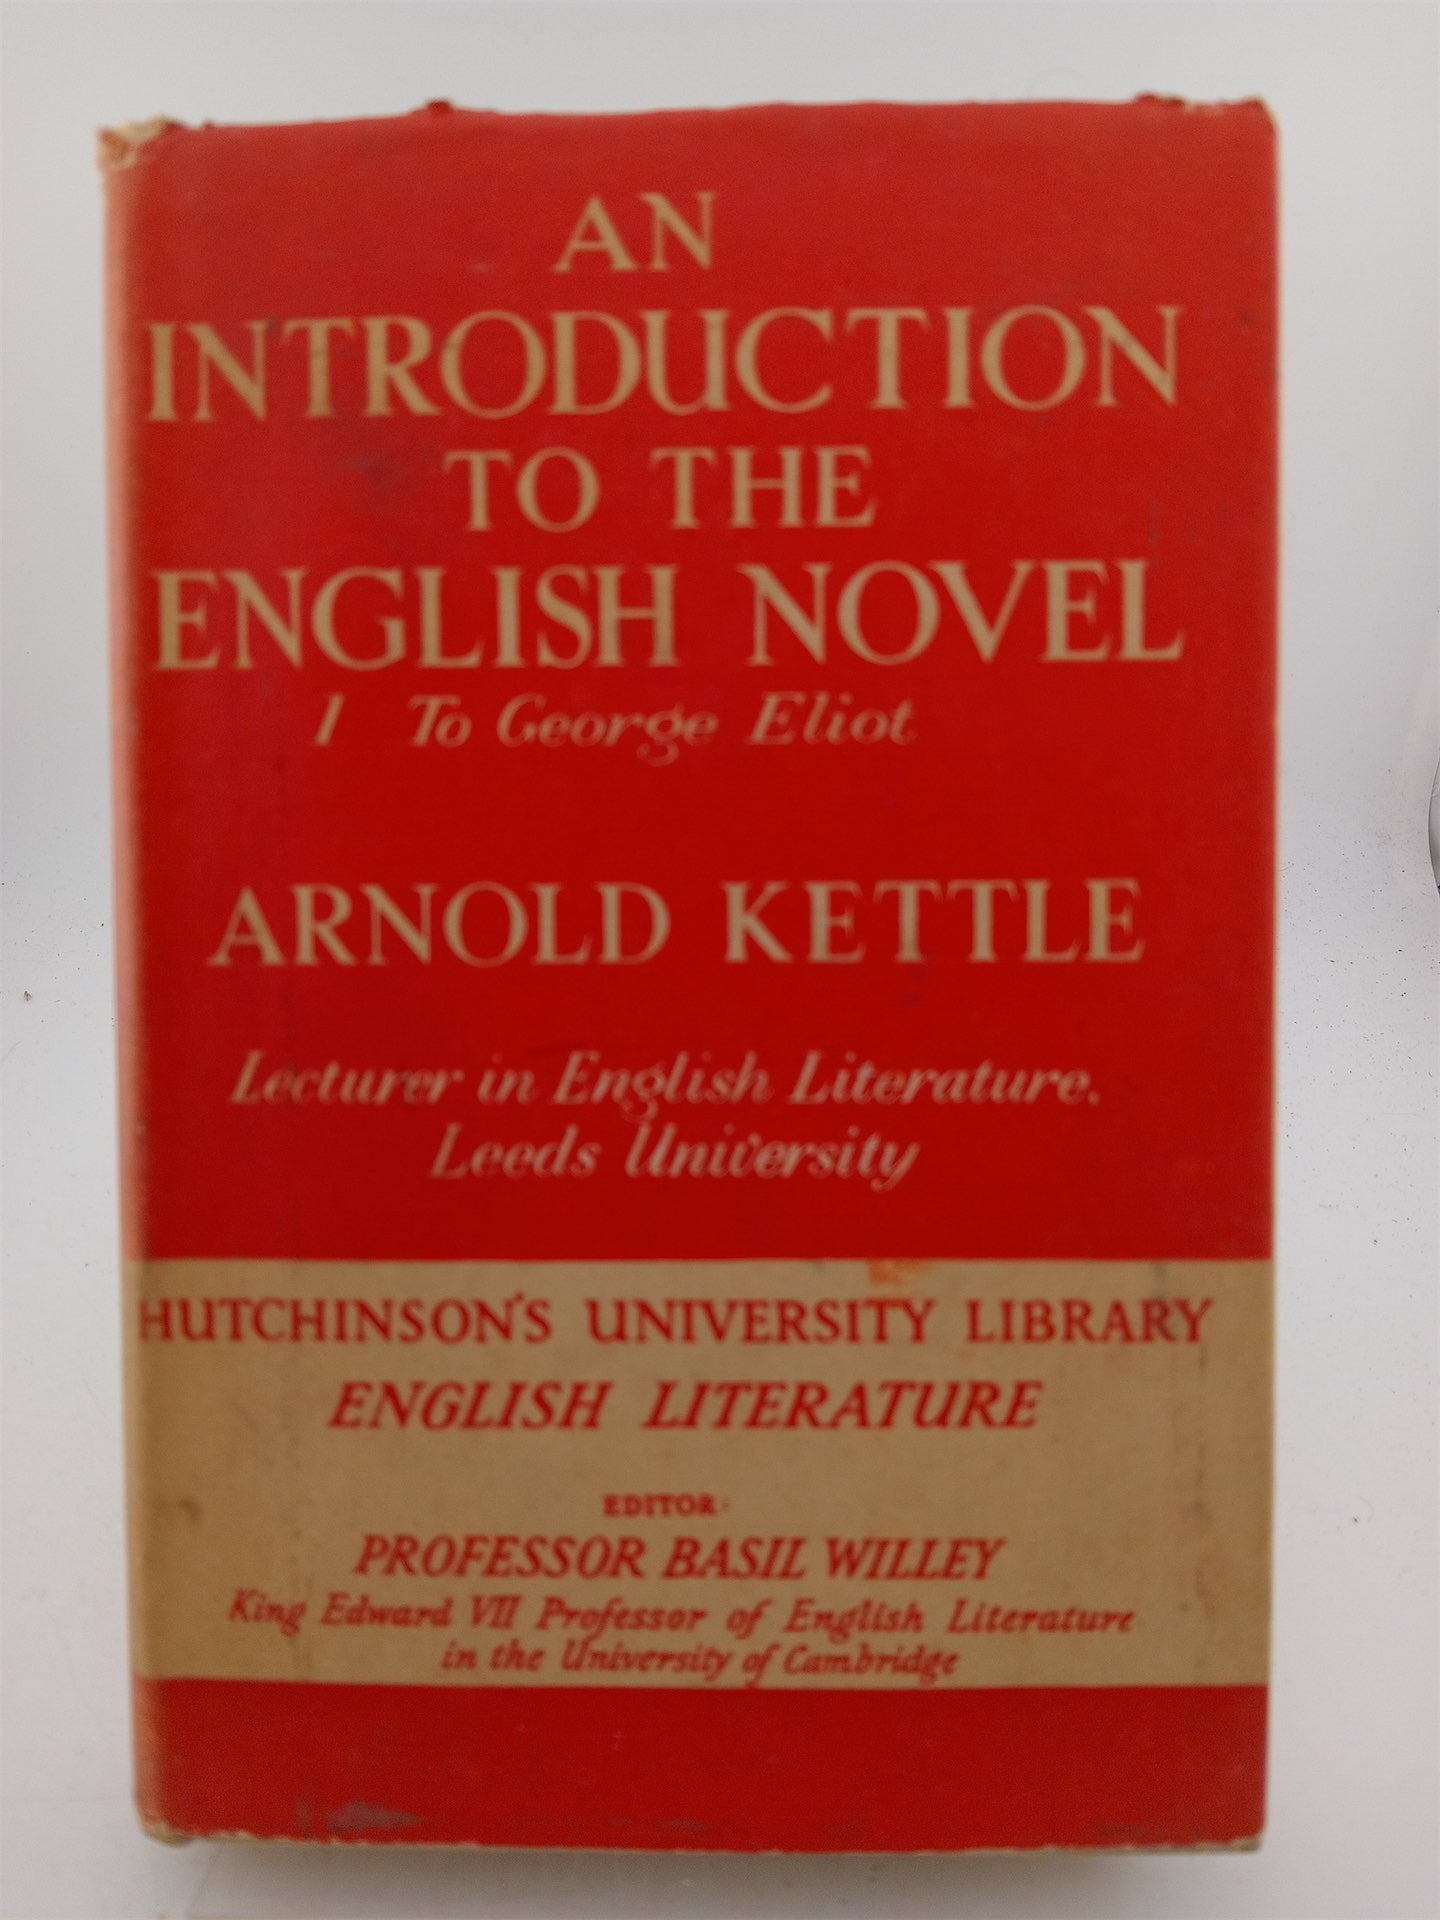 AN
INTRODUCTION
TO THE
ENGLISH NOVEL
I To George Eliot
ARNOLD KETTLE
Lecturer in English Literature,
Leeds University
HUTCHINSON'S UNIVERSITY LIBRARY
ENGLISH LITERATURE
EDITOR:
PROFESSOR BASIL WILLEY
King Edward VII Professor of English Literature
in the University of Cambridge